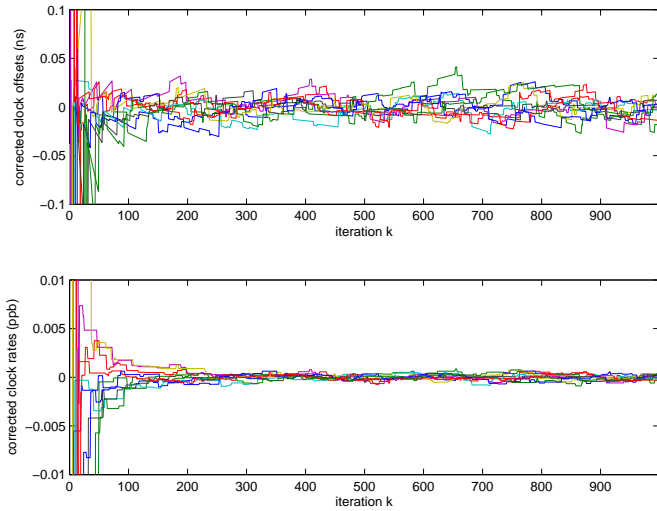 0.1
0.05
0
−0.05
−0.1
corrected clock offsets (ns)
0 100 200 300 400 500 600 700 800 900
iteration k
0.01
0.005
0
−0.005
−0.01
corrected clock rates (ppb)
0 100 200 300 400 500 600 700 800 900
iteration k